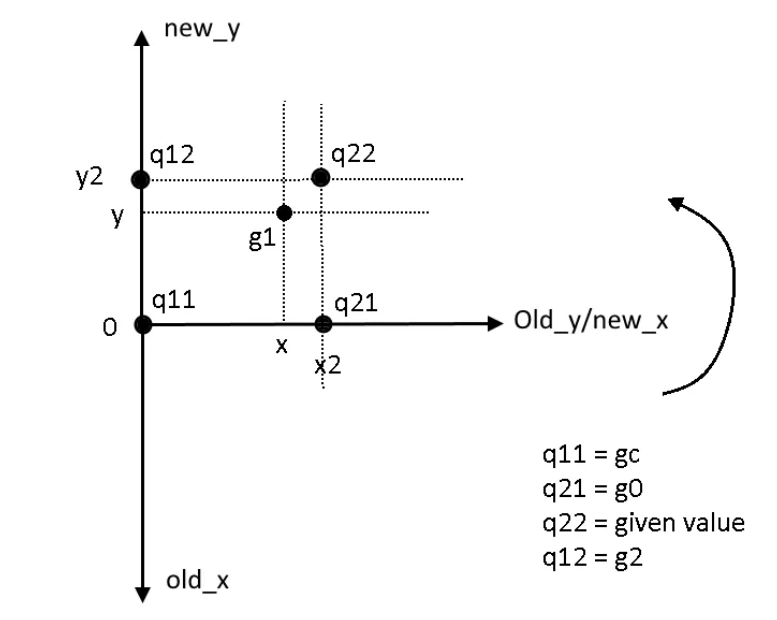 new_y
q12
q22
y2
y
g1
q11
q21
0
Old_y/new_x
x
x2
q11 = gc
q21 = g0
q22 = given value
q12 = g2
old_x